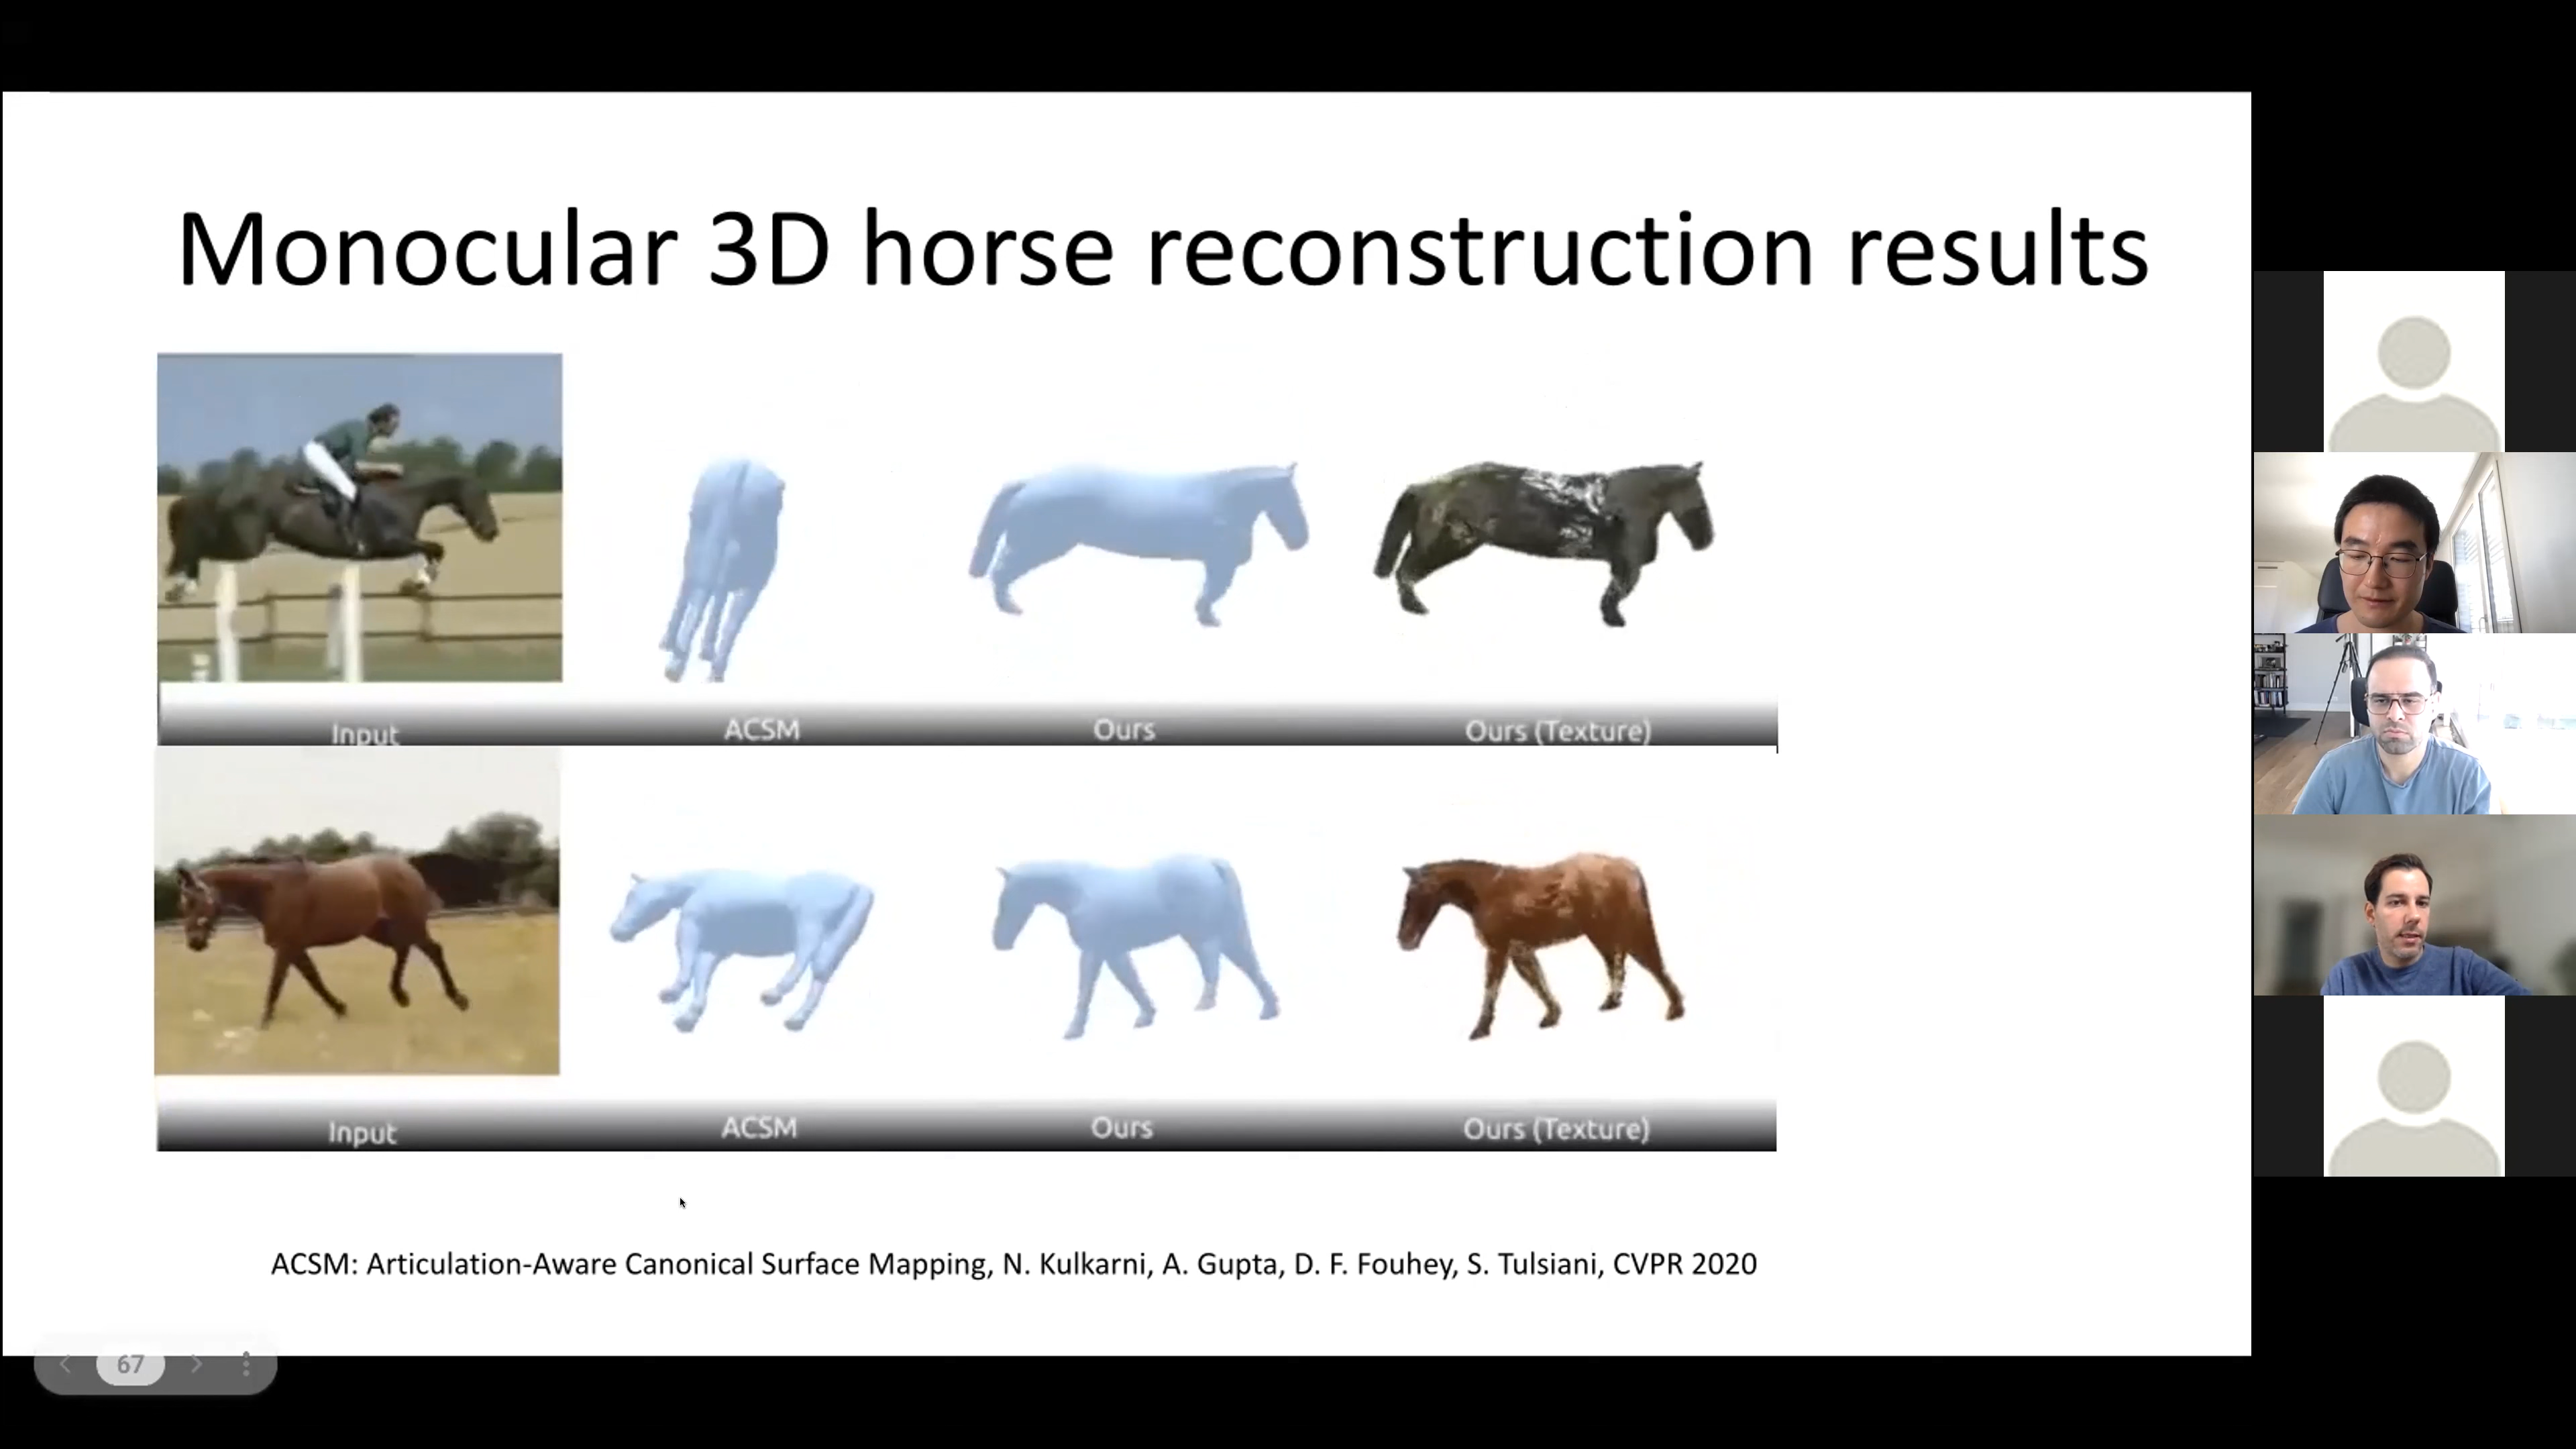 Monocular 3D horse reconstruction results
Input ACSM Ours Ours (Texture)
Input ACSM Ours Ours (Texture)
ACSM: Articulation-Aware Canonical Surface Mapping, N. Kulkarni, A. Gupta, D. F. Fouhey, S. Tulsiani, CVPR 2020
67